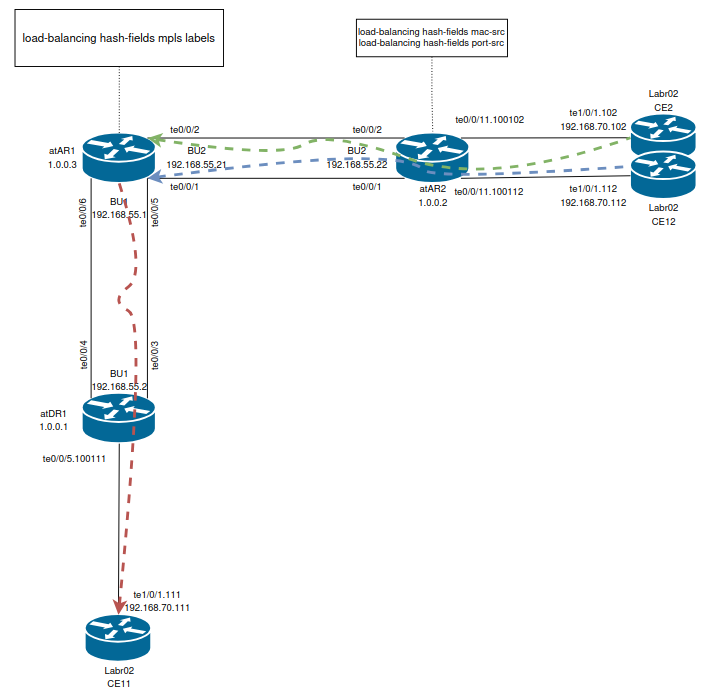 load-balancing hash-fields mpls labels
load-balancing hash-fields mac-src
load-balancing hash-fields port-src
Labr02
CE2
te0/0/2
te0/0/2
te0/0/11.100102
te1/0/1.102
192.168.70.102
atAR1
1.0.0.3
BU2
192.168.55.21
BU2
192.168.55.22
te0/0/1
te0/0/1
atAR2
1.0.0.2
te0/0/11.100112
te1/0/1.112
192.168.70.112
Labr02
CE12
te0/0/6
BU1
192.168.55.1
te0/0/5
te0/0/4
te0/0/3
BU1
192.168.55.2
atDR1
1.0.0.1
te0/0/5.100111
te1/0/1.111
192.168.70.111
Labr02
CE11